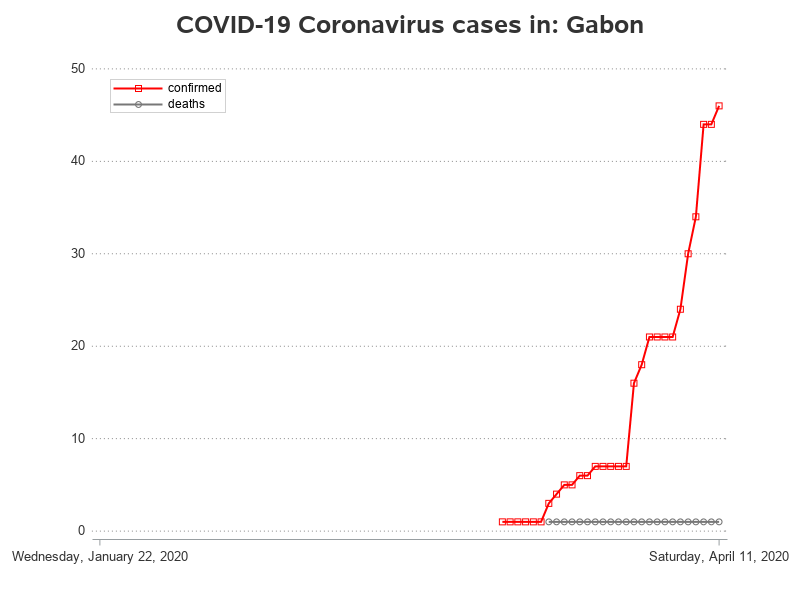 COVID-19 Coronavirus cases in: Gabon
50
confirmed
deaths
40
30
20
10
0
Wednesday, January 22, 2020 Saturday, April 11, 2020